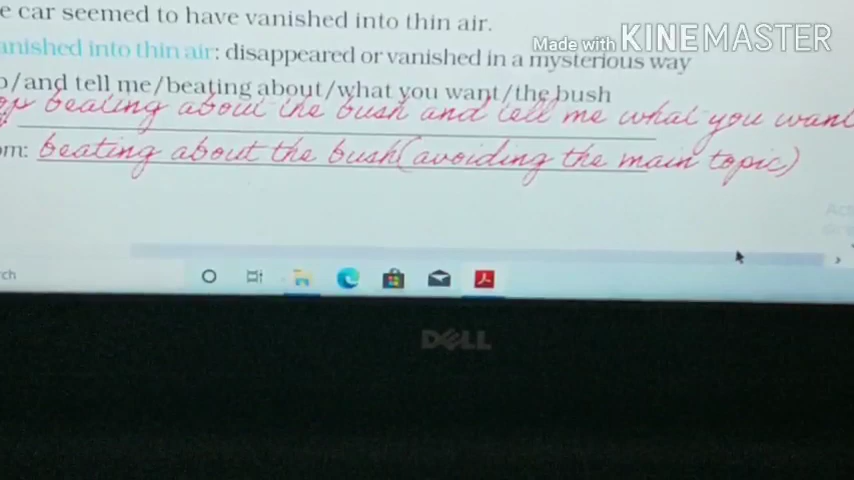 e car seemed to have vanished into thin air.
Made with KINEMASTER
anished into thin air: disappeared or vanished in a mysterious way
p/and tell me/beating about/what you want/the bush
beating about the bush and tell me what you want
om: beating about the bush (avoiding the main topic)
rch
DELL